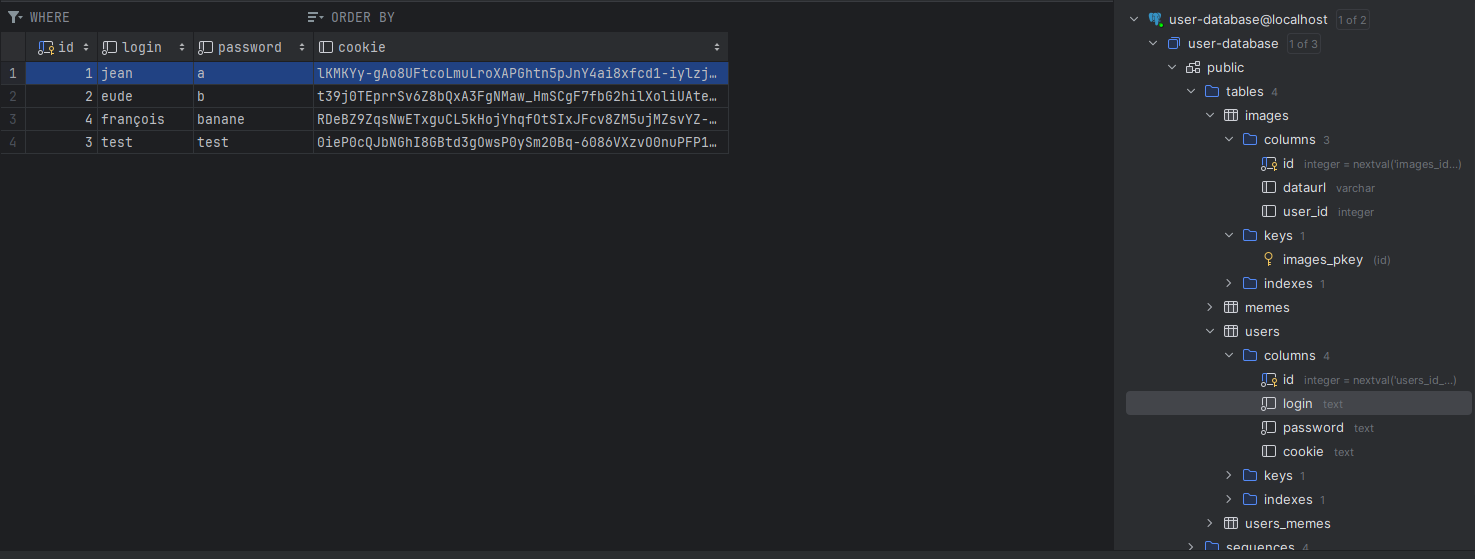 WHERE ORDER BY
id login password cookie
1 1 jean a lKMKYy-gAo8UFtcoLmuLroXAPGhtn5pJnY4ai8xfcd1-iylzj…
2 2 eude b t39j0TEprrSv6Z8bQxA3FgNMaw_HmSCgF7fbG2hilXoliUAte…
3 4 françois banane RDeBZ9ZqsNwETxguCL5kHojYhqfOtSIxJFcv8ZM5ujMZsvYZ-…
4 3 test test 0ieP0cQJbNGhI8GBtd3gOwsP0ySm20Bq-6086VXzvO0nuPFP1…
user-database@localhost 1 of 2
user-database 1 of 3
public
tables 4
images
columns 3
id integer = nextval('images_id...)
dataurl varchar
user_id integer
keys 1
images_pkey (id)
indexes 1
memes
users
columns 4
id integer = nextval('users_id_...)
login text
password text
cookie text
keys 1
indexes 1
users_memes
sequences 4